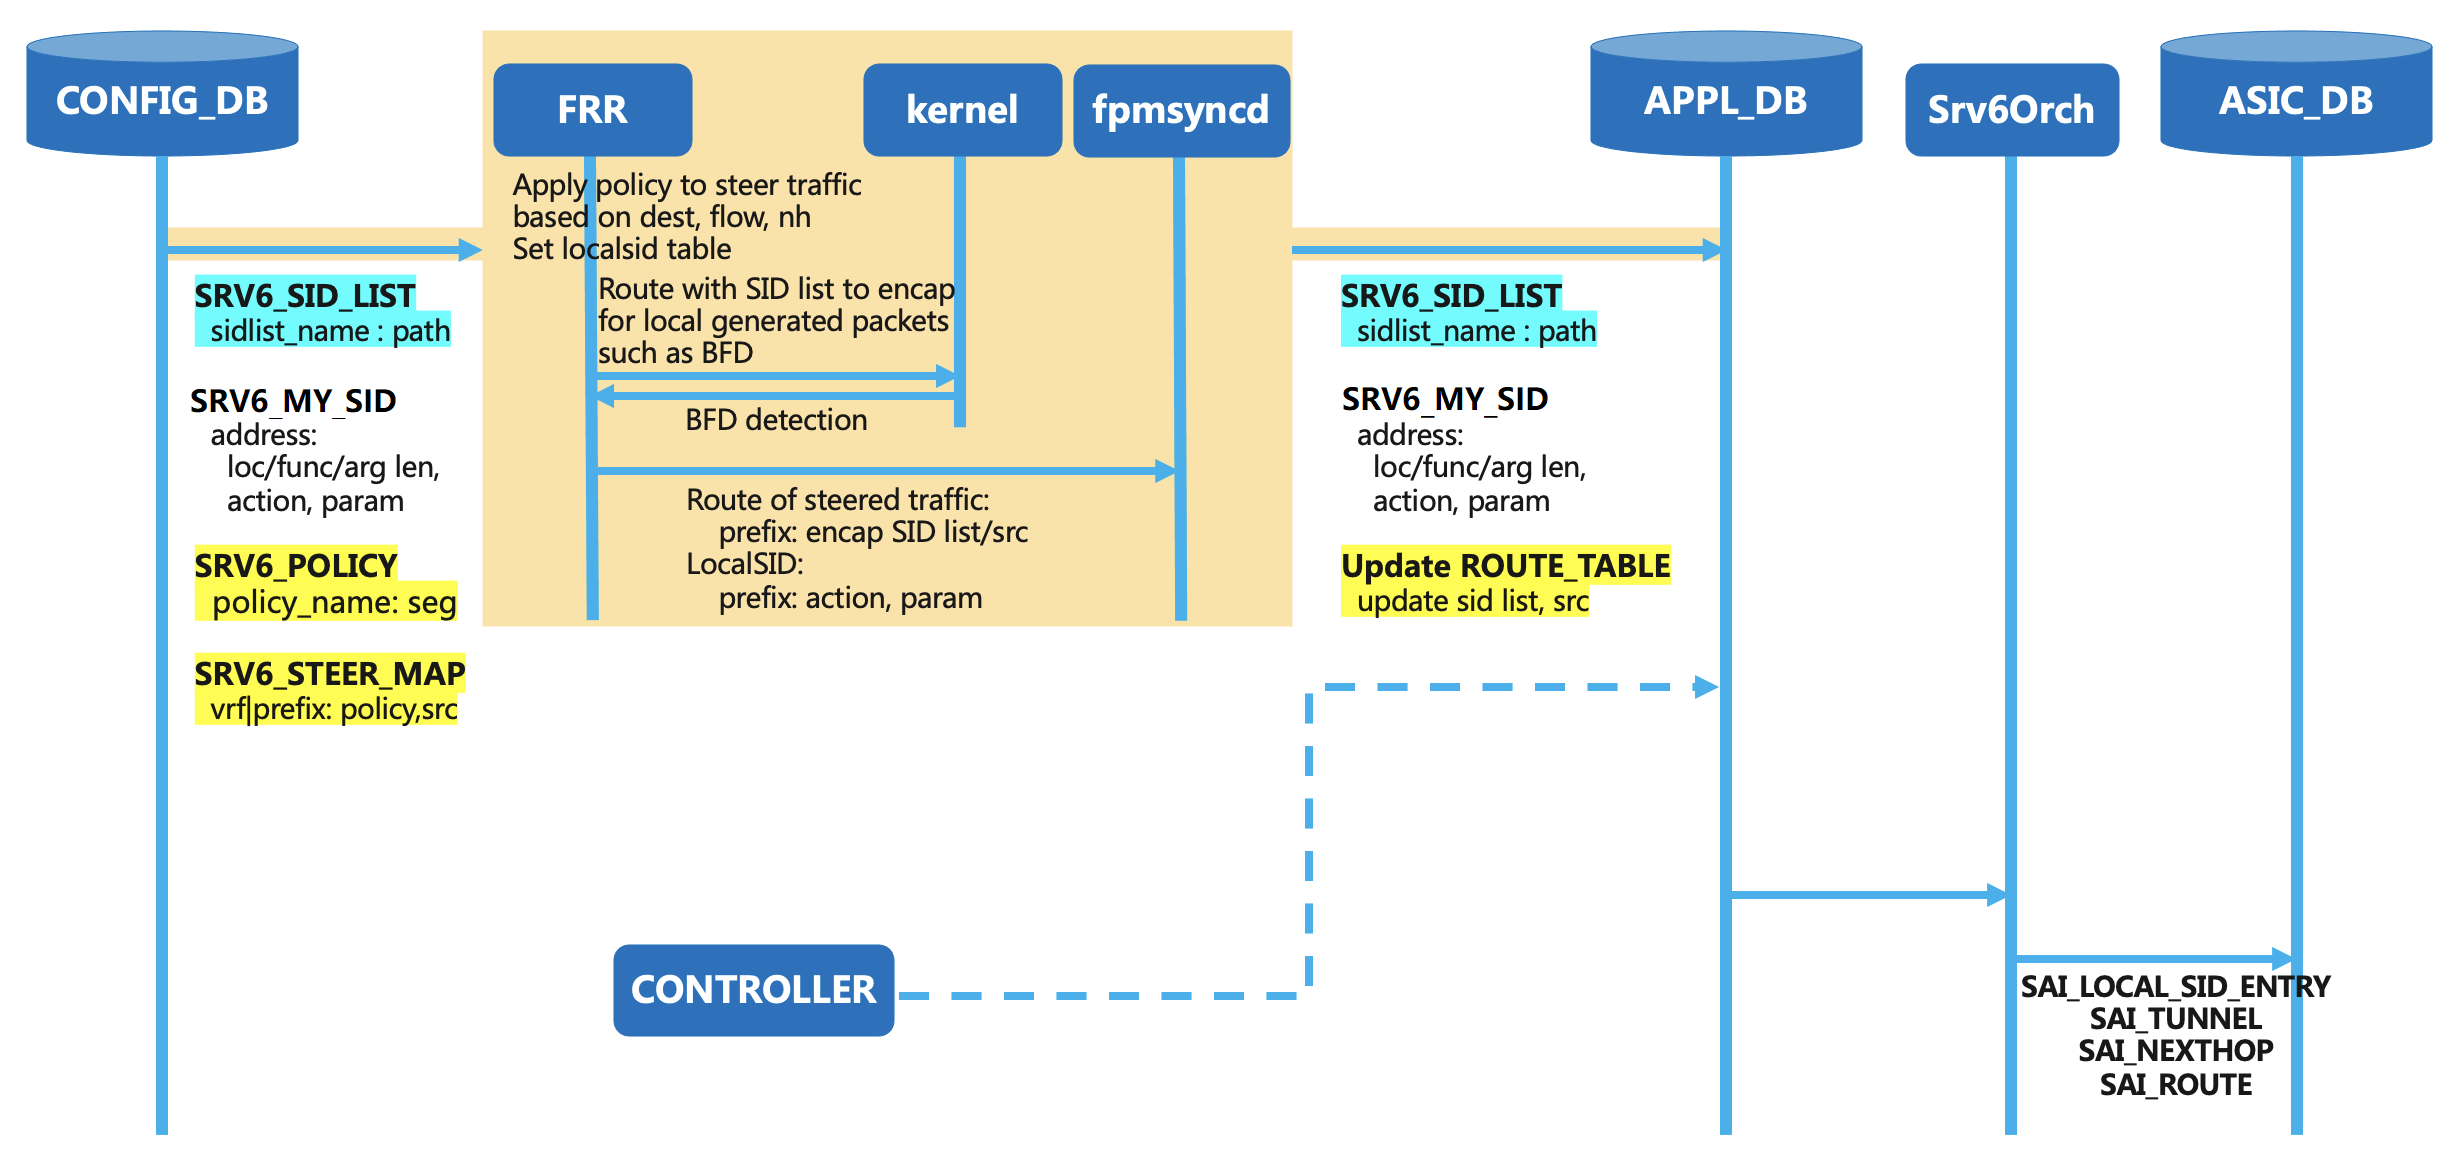 CONFIG_DB
FRR
kernel
fpmsyncd
APPL_DB
Srv6Orch
ASIC_DB
Apply policy to steer traffic
based on dest, flow, nh
Set localsid table
Route with SID list to encap
for local generated packets
such as BFD
BFD detection
Route of steered traffic:
prefix: encap SID list/src
LocalSID:
prefix: action, param
SRV6_SID_LIST
sidlist_name : path
SRV6_MY_SID
address:
loc/func/arg len,
action, param
SRV6_POLICY
policy_name: seg
SRV6_STEER_MAP
vrf|prefix: policy,src
SRV6_SID_LIST
sidlist_name : path
SRV6_MY_SID
address:
loc/func/arg len,
action, param
Update ROUTE_TABLE
update sid list, src
CONTROLLER
SAI_LOCAL_SID_ENTRY
SAI_TUNNEL
SAI_NEXTHOP
SAI_ROUTE